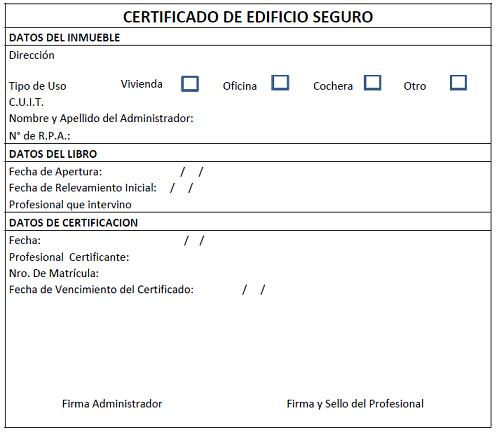 CERTIFICADO DE EDIFICIO SEGURO
DATOS DEL INMUEBLE
Dirección
Tipo de Uso Vivienda Oficina Cochera Otro
C.U.I.T.
Nombre y Apellido del Administrador:
N° de R.P.A.:
DATOS DEL LIBRO
Fecha de Apertura: / /
Fecha de Relevamiento Inicial: / /
Profesional que intervino
DATOS DE CERTIFICACION
Fecha: / /
Profesional Certificante:
Nro. De Matrícula:
Fecha de Vencimiento del Certificado: / /
Firma Administrador Firma y Sello del Profesional